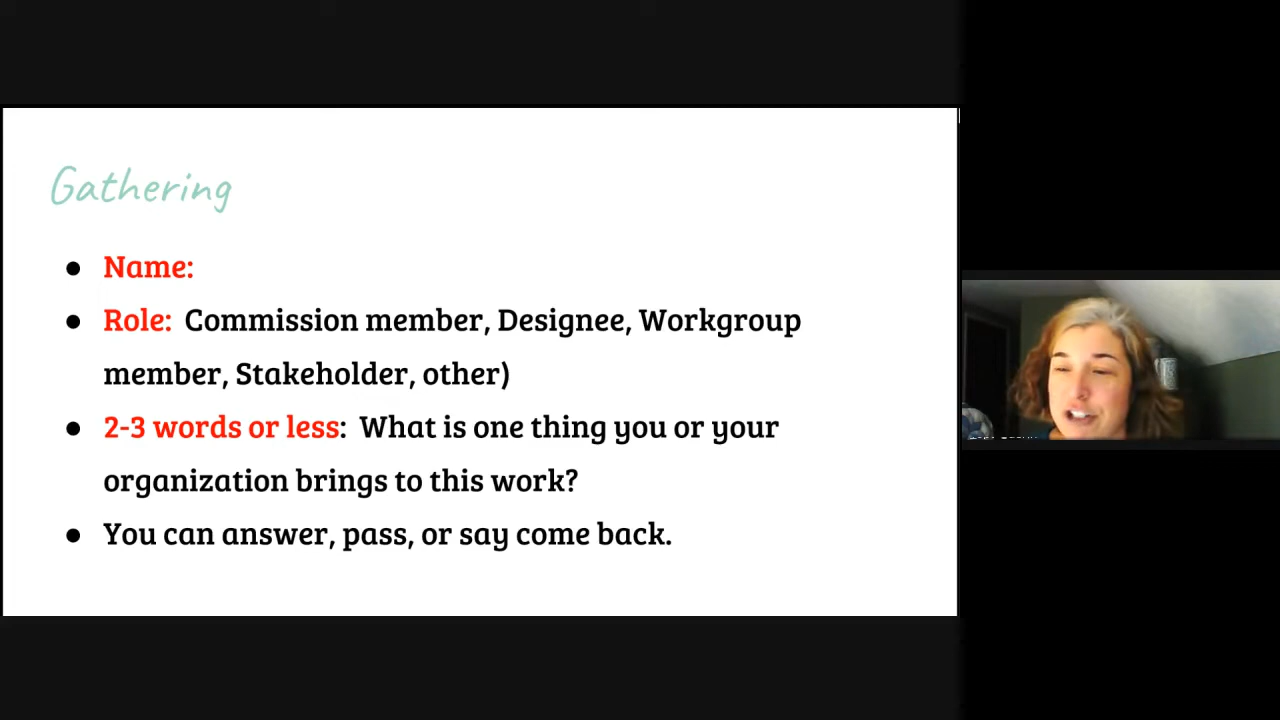 Gathering
● Name:
● Role: Commission member, Designee, Workgroup
member, Stakeholder, other)
● 2-3 words or less: What is one thing you or your
organization brings to this work?
● You can answer, pass, or say come back.